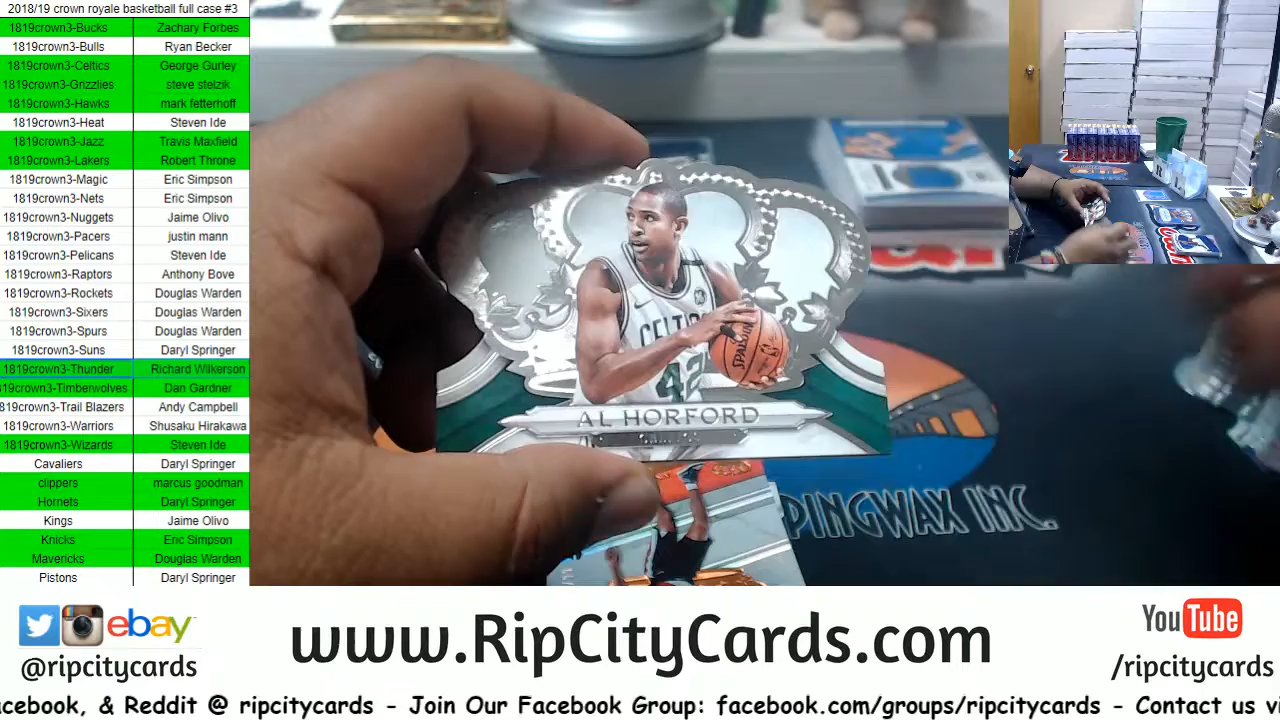 2018/19 crown royale basketball full case #3
1819crown3-Bucks Zachary Forbes
1819crown3-Bulls Ryan Becker
1819crown3-Celtics George Gurley
1819crown3-Grizzlies steve stelzik
1819crown3-Hawks mark fetterhoff
1819crown3-Heat Steven Ide
1819crown3-Jazz Travis Maxfield
1819crown3-Lakers Robert Throne
1819crown3-Magic Eric Simpson
1819crown3-Nets Eric Simpson
1819crown3-Nuggets Jaime Olivo
1819crown3-Pacers justin mann
1819crown3-Pelicans Steven Ide
1819crown3-Raptors Anthony Bove
1819crown3-Rockets Douglas Warden
1819crown3-Sixers Douglas Warden
1819crown3-Spurs Douglas Warden
1819crown3-Suns Daryl Springer
1819crown3-Thunder Richard Wilkerson
819crown3-Timberwolves Dan Gardner
819crown3-Trail Blazers Andy Campbell
1819crown3-Warriors Shusaku Hirakawa
1819crown3-Wizards Steven Ide
Cavaliers Daryl Springer
clippers marcus goodman
Hornets Daryl Springer
Kings Jaime Olivo
Knicks Eric Simpson
Mavericks Douglas Warden
Pistons Daryl Springer
CELTIC
42
SPALDING
AL HORFORD
PINGWAX INC.
ebay
@ripcitycards
www.RipCityCards.com
YouTube
/ripcitycards
acebook, & Reddit @ ripcitycards - Join Our Facebook Group: facebook.com/groups/ripcitycards - Contact us vi